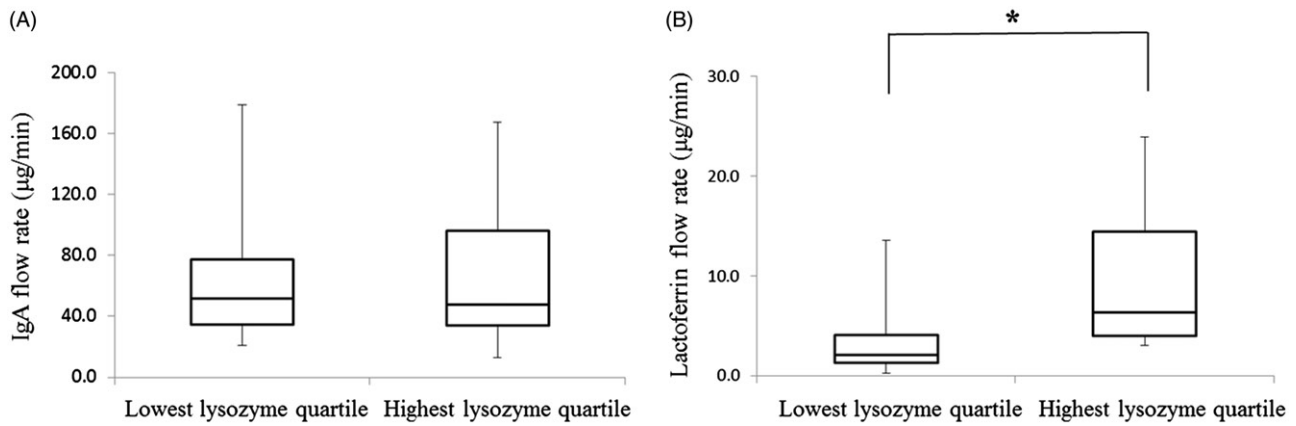 (A)
IgA flow rate (µg/min)
200.0
160.0
120.0
80.0
40.0
0.0
Lowest lysozyme quartile
Highest lysozyme quartile
(B)
*
Lactoferrin flow rate (µg/min)
30.0
20.0
10.0
0.0
Lowest lysozyme quartile
Highest lysozyme quartile